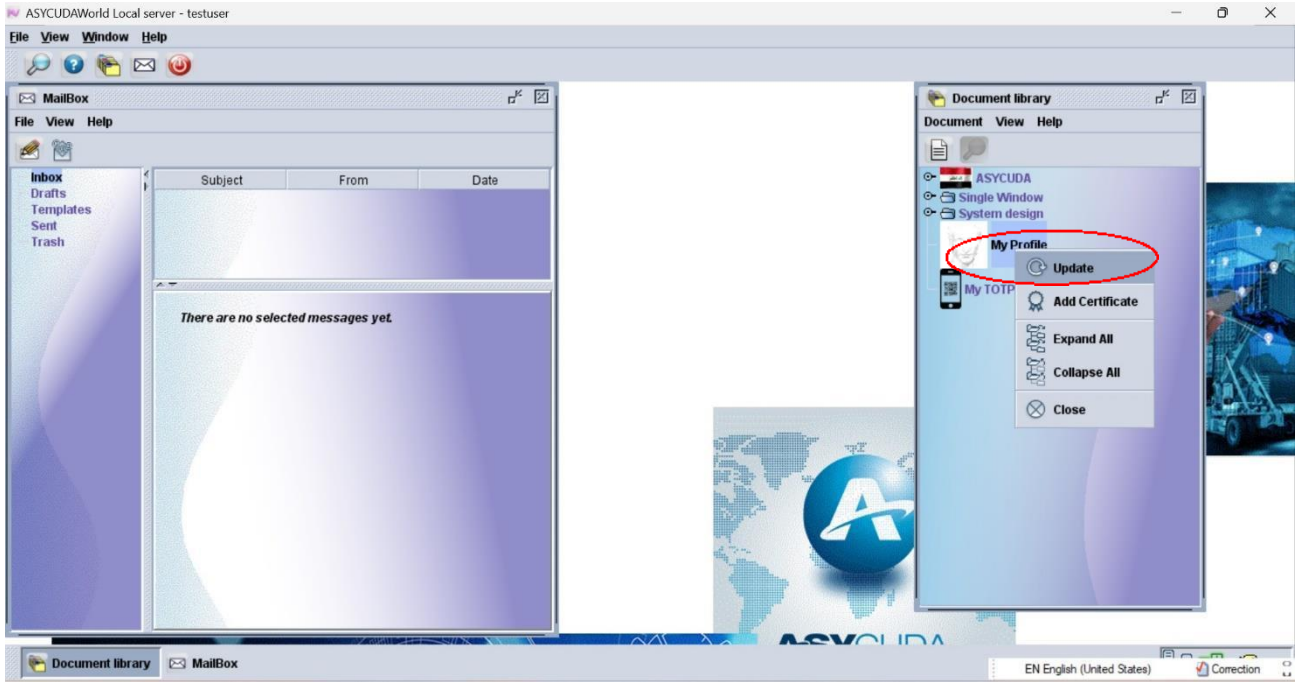 ASYCUDAWorld Local server - testuser
File View Window Help
MailBox
File View Help
Inbox
Drafts
Templates
Sent
Trash
Subject From Date
There are no selected messages yet.
Document library
Document View Help
ASYCUDA
Single Window
System design
My Profile
My TOTP
Update
Add Certificate
Expand All
Collapse All
Close
ASYCUDA
Document library MailBox
EN English (United States) Correction